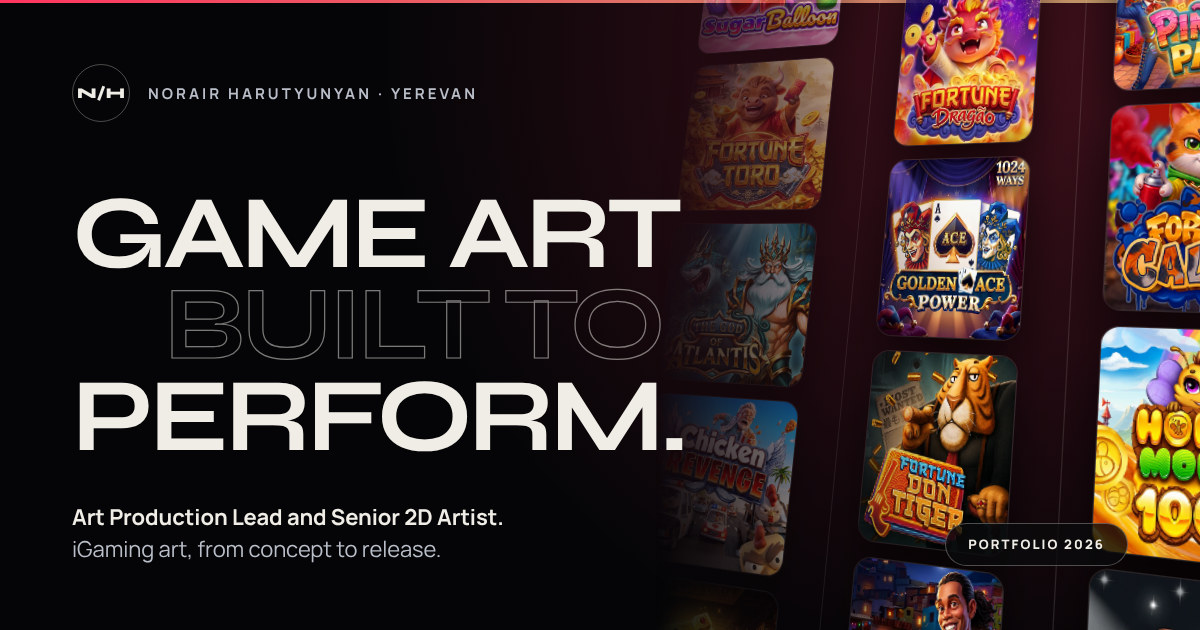 N/H
NORAIR HARUTYUNYAN · YEREVAN
GAME ART
BUILT TO
PERFORM.
Art Production Lead and Senior 2D Artist.
iGaming art, from concept to release.
Sugar Balloon
FORTUNE
TORO
OF
ATLANTIS
Chicken
REVENGE
FORTUNE
Dragão
1024
WAYS
A
ACE
GOLDEN ACE
POWER
FORTUNE
DON
TIGER
PORTFOLIO 2026